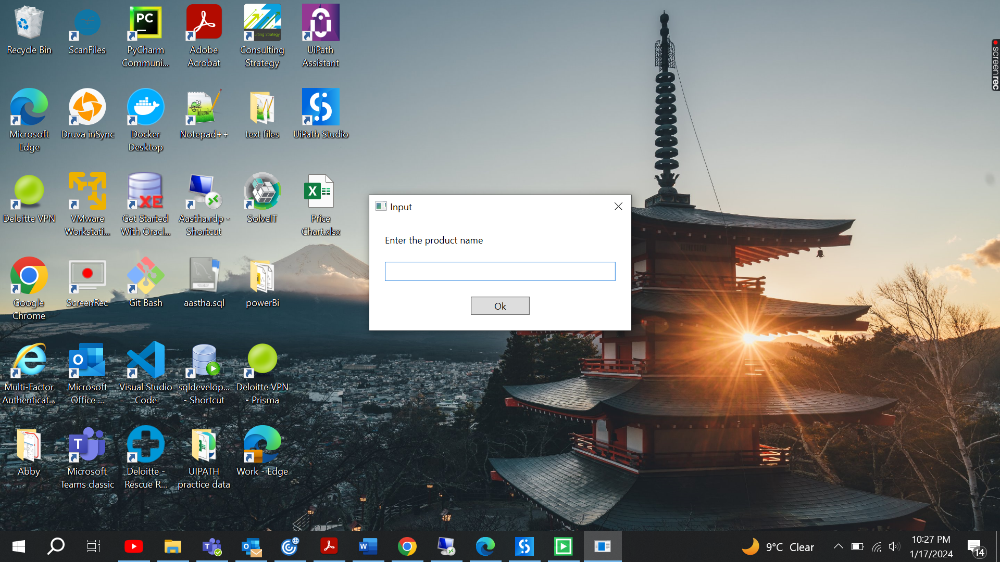 Recycle Bin
ScanFiles
PC
PyCharm
Communi...
Adobe
Acrobat
ulting Strategy
Consulting
Strategy
UiPath
Assistant
screenrec
Microsoft
Edge
Druva inSync
Docker
Desktop
Notepad++
text files
UiPath Studio
Deloitte VPN
VMware
Workstati...
XE
Get Started
With Oracl...
Aastha.rdp -
Shortcut
SolveIT
X
Price
Chart.xlsx
Input
Enter the product name
Ok
Google
Chrome
ScreenRec
Git Bash
aastha.sql
powerBi
Multi-Factor
Authenticat...
Microsoft
Office ...
Visual Studio
Code
sqldevelop...
- Shortcut
Deloitte VPN
- Prisma
Abby
T
Microsoft
Teams classic
Deloitte -
Rescue R...
UIPATH
practice data
Work - Edge
9°C Clear
10:27 PM
1/17/2024
14